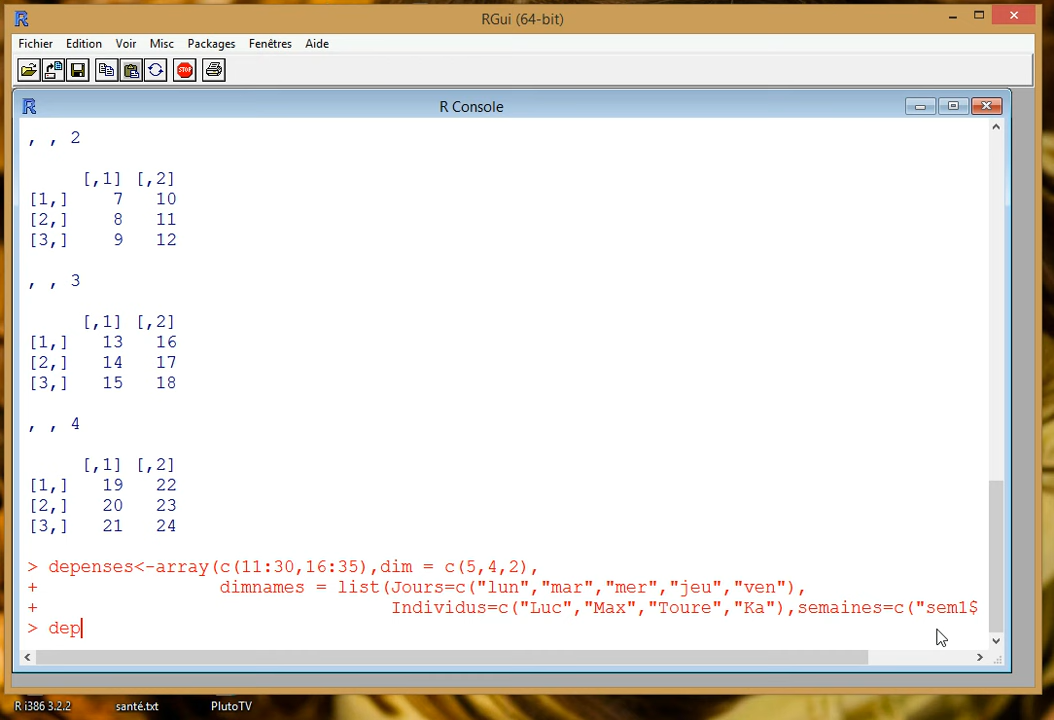 RGui (64-bit)
Fichier Edition Voir Misc Packages Fenêtres Aide
STOP
R Console
, , 2
[,1] [,2]
[1,] 7 10
[2,] 8 11
[3,] 9 12
, , 3
[,1] [,2]
[1,] 13 16
[2,] 14 17
[3,] 15 18
, , 4
[,1] [,2]
[1,] 19 22
[2,] 20 23
[3,] 21 24
> depenses<-array(c(11:30,16:35),dim = c(5,4,2),
+ dimnames = list(Jours=c("lun","mar","mer","jeu","ven"),
+ Individus=c("Luc","Max","Toure","Ka"),semaines=c("sem1$
> dep
R i386 3.2.2 santé.txt PlutoTV